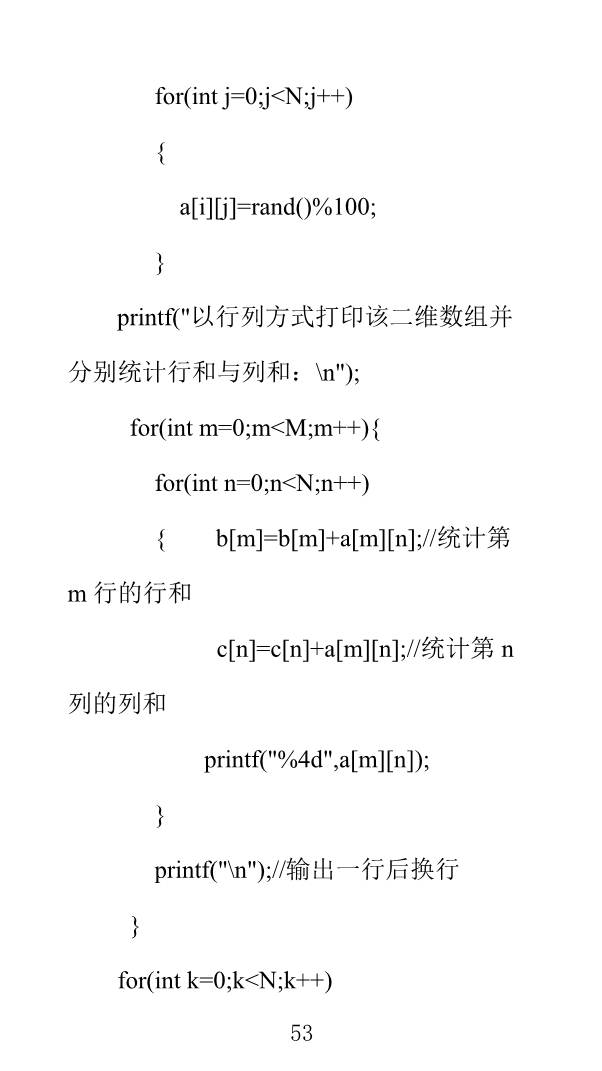 for(int j=0;j<N;j++)
{
a[i][j]=rand()%100;
}
printf("以行列方式打印该二维数组并
分别统计行和与列和：\n");
for(int m=0;m<M;m++){
for(int n=0;n<N;n++)
{ b[m]=b[m]+a[m][n];//统计第
m 行的行和
c[n]=c[n]+a[m][n];//统计第 n
列的列和
printf("%4d",a[m][n]);
}
printf("\n");//输出一行后换行
}
for(int k=0;k<N;k++)
53